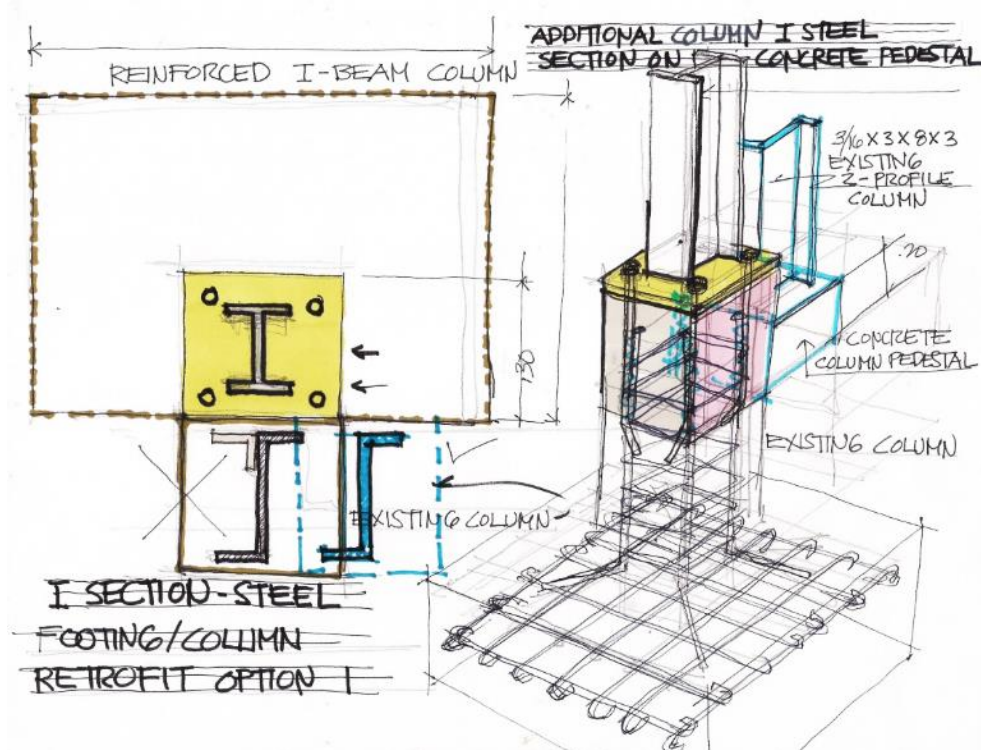 REINFORCED I-BEAM COLUMN
ADDITIONAL COLUMN I STEEL
SECTION ON CONCRETE PEDESTAL
3/16 X 3 X 8 X 3
EXISTING
Z-PROFILE
COLUMN
.20
.30
CONCRETE
COLUMN PEDESTAL
EXISTING COLUMN
EXISTING COLUMN
I SECTION-STEEL
FOOTING/COLUMN
RETROFIT OPTION 1